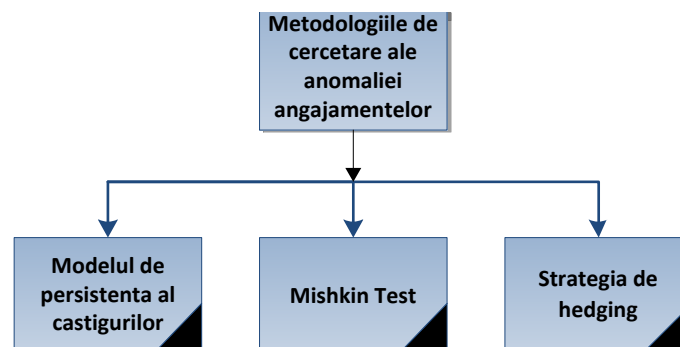 Metodologiile de
cercetare ale
anomaliei
angajamentelor
Modelul de
persistenta al
castigurilor
Mishkin Test
Strategia de
hedging